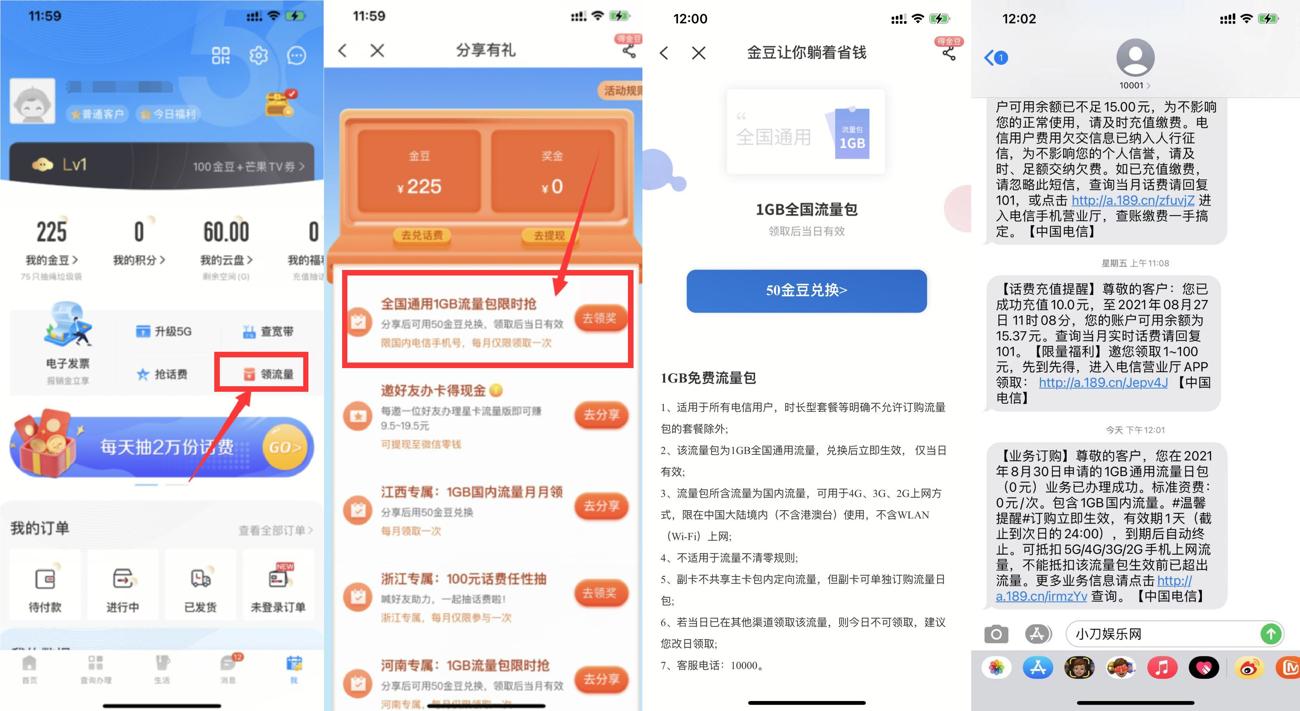 11:59
普通客户
今日福利
Lv1
100金豆+芒果TV券 >
225
0
60.00
0
我的金豆>
我的积分>
我的云盘>
我的福
75只抽绳垃圾袋
剩余空间(G)
充值抽
电子发票
报销金立享
升级5G
查宽带
抢话费
领流量
每天抽2万份话费
GO>
我的订单
查看全部订单>
待付款
进行中
已发货
NEW
未登录订单
首页
查询办理
生活
12
消息
我
11:59
分享有礼
得金豆
活动规则
金豆
¥225
奖金
¥0
去兑话费
去提现
全国通用1GB流量包限时抢
分享后可用50金豆兑换，领取后当日有效
限国内电信手机号，每月仅限领取一次
去领奖
邀好友办卡得现金
每邀一位好友办理星卡流量版即可赚
9.5~19.5元
可提现至微信零钱
去分享
江西专属：1GB国内流量月月领
分享后用50金豆兑换
每月领取一次
去分享
浙江专属：100元话费任性抽
喊好友助力，一起抽话费啦！
浙江专属，每月仅限参与一次
去领奖
河南专属：1GB流量包限时抢
分享后可用50金豆兑换，领取后当月有效
河南专属，每月仅限领取一次
去分享
12:00
金豆让你躺着省钱
得金豆
全国通用
流量包
1GB
1GB全国流量包
领取后当日有效
50金豆兑换>
1GB免费流量包
1、适用于所有电信用户，时长型套餐等明确不允许订购流量
包的套餐除外;
2、该流量包为1GB全国通用流量，兑换后立即生效， 仅当日
有效;
3、流量包所含流量为国内流量，可用于4G、3G、2G上网方
式，限在中国大陆境内（不含港澳台）使用，不含WLAN
（Wi-Fi）上网;
4、不适用于流量不清零规则;
5、副卡不共享主卡包内定向流量，但副卡可单独订购流量日
包;
6、若当日已在其他渠道领取该流量，则今日不可领取，建议
您改日领取;
7、客服电话：10000。
12:02
1
10001 >
户可用余额已不足15.00元，为不影响
您的正常使用，请及时充值缴费。电
信用户费用欠交信息已纳入人行征
信，为不影响您的个人信誉，请及
时、足额交纳欠费。如已充值缴费，
请忽略此短信，查询当月话费请回复
101，或点击 http://a.189.cn/zfuvjZ 进
入电信手机营业厅，查账缴费一手搞
定。【中国电信】
星期五 上午11:08
【话费充值提醒】尊敬的客户：您已
成功充值10.0元，至2021年08月27
日 11时08分，您的账户可用余额为
15.37元。查询当月实时话费请回复
101。【限量福利】邀您领取1~100
元，先到先得，进入电信营业厅APP
领取： http://a.189.cn/Jepv4J 【中国
电信】
今天 下午12:01
【业务订购】尊敬的客户，您在2021
年8月30日申请的1GB通用流量日包
（0元）业务已办理成功。标准资费：
0元/次。包含1GB国内流量。#温馨
提醒#订购立即生效，有效期1天（截
止到次日的24:00），到期后自动终
止。可抵扣5G/4G/3G/2G手机上网流
量，不能抵扣该流量包生效前已超出
流量。更多业务信息请点击http://
a.189.cn/irmzYv 查询。【中国电信】
小刀娱乐网